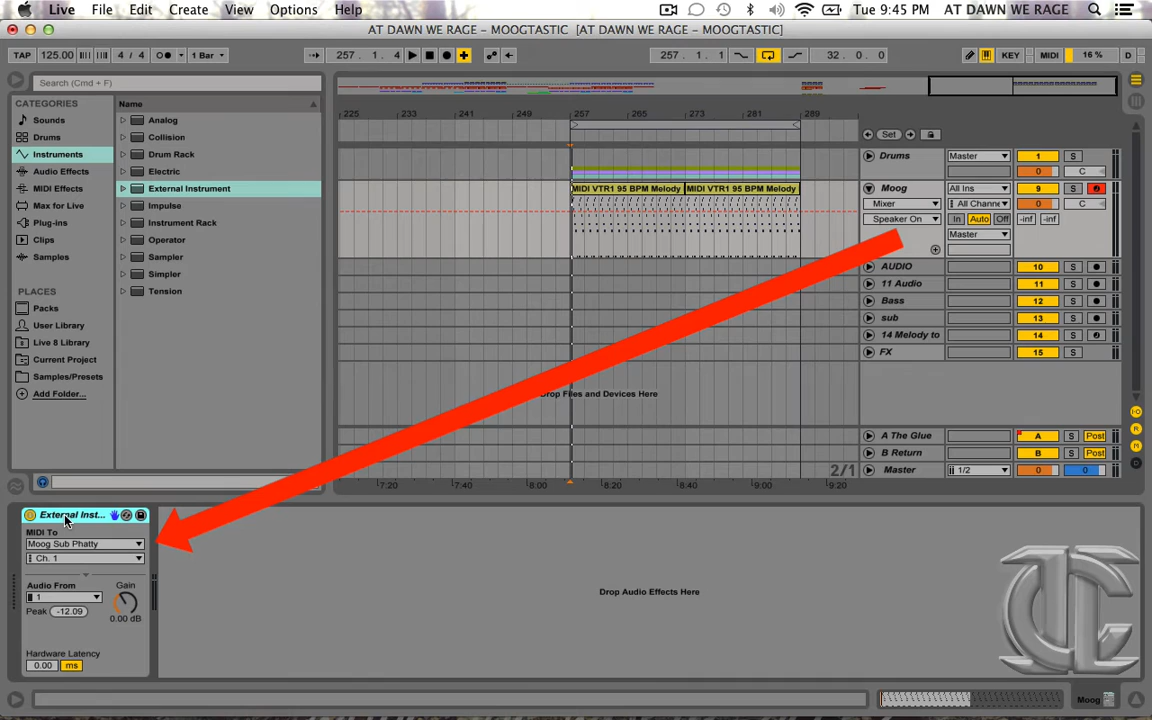 Live File Edit Create View Options Help Tue 9:45 PM AT DAWN WE RAGE
AT DAWN WE RAGE – MOOGTASTIC [AT DAWN WE RAGE – MOOGTASTIC]
TAP 125.00 4 / 4 1 Bar 257 . 1 . 4 257 . 1 . 1 32 . 0 . 0 KEY MIDI 16 % D
Search (Cmd + F)
CATEGORIES
Sounds
Drums
Instruments
Audio Effects
MIDI Effects
Max for Live
Plug-ins
Clips
Samples
PLACES
Packs
User Library
Live 8 Library
Current Project
Samples/Presets
Add Folder...
Name
Analog
Collision
Drum Rack
Electric
External Instrument
Impulse
Instrument Rack
Operator
Sampler
Simpler
Tension
225 233 241 249 257 265 273 281 289
Set
MIDI VTR1 95 BPM Melody MIDI VTR1 95 BPM Melody
Drop Files and Devices Here
2/1
7:20 7:40 8:00 8:20 8:40 9:00 9:20
Drums Master 1 S
0 C
Moog All Ins 9 S
Mixer All Channe 0 C
Speaker On In Auto Off -inf -inf
Master
AUDIO 10 S
11 Audio 11 S
Bass 12 S
sub 13 S
14 Melody to 14 S
FX 15 S
A The Glue A S Post
B Return B S Post
Master 1/2 0 0
External Inst...
MIDI To
Moog Sub Phatty
Ch. 1
Audio From Gain
1
Peak -12.09
0.00 dB
Hardware Latency
0.00 ms
Drop Audio Effects Here
Moog